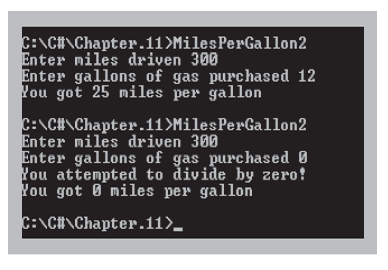 C:\C#\Chapter.11>MilesPerGallon2
Enter miles driven 300
Enter gallons of gas purchased 12
You got 25 miles per gallon
C:\C#\Chapter.11>MilesPerGallon2
Enter miles driven 300
Enter gallons of gas purchased 0
You attempted to divide by zero!
You got 0 miles per gallon
C:\C#\Chapter.11>_